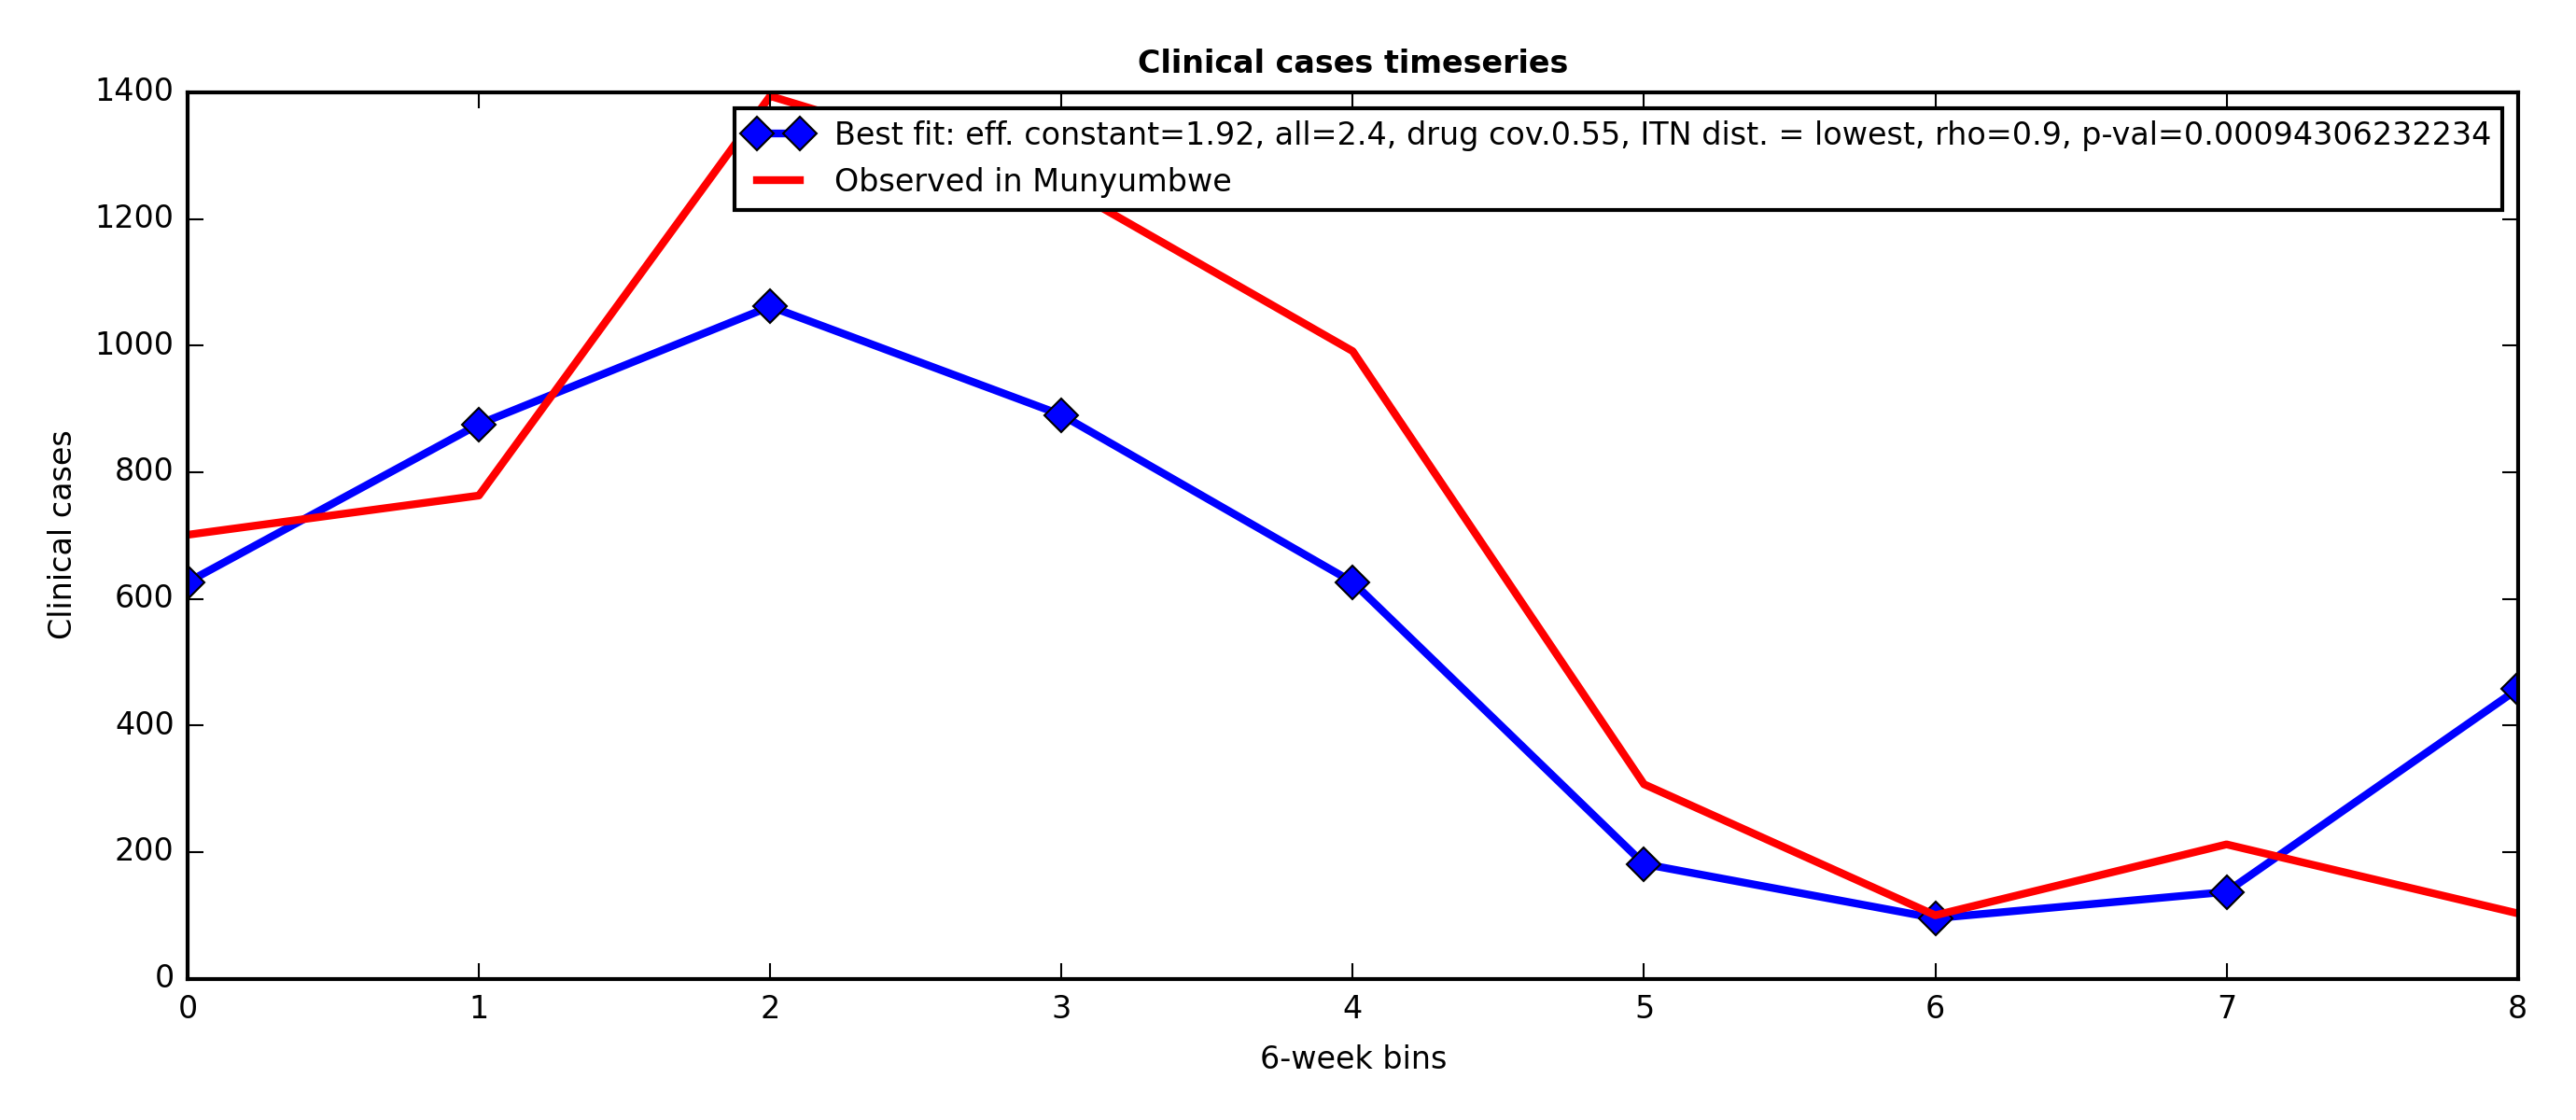 Clinical cases timeseries
1400
1200
1000
800
600
400
200
0
Clinical cases
Best fit: eff. constant=1.92, all=2.4, drug cov.0.55, ITN dist. = lowest, rho=0.9, p-val=0.00094306232234
Observed in Munyumbwe
0 1 2 3 4 5 6 7 8
6-week bins